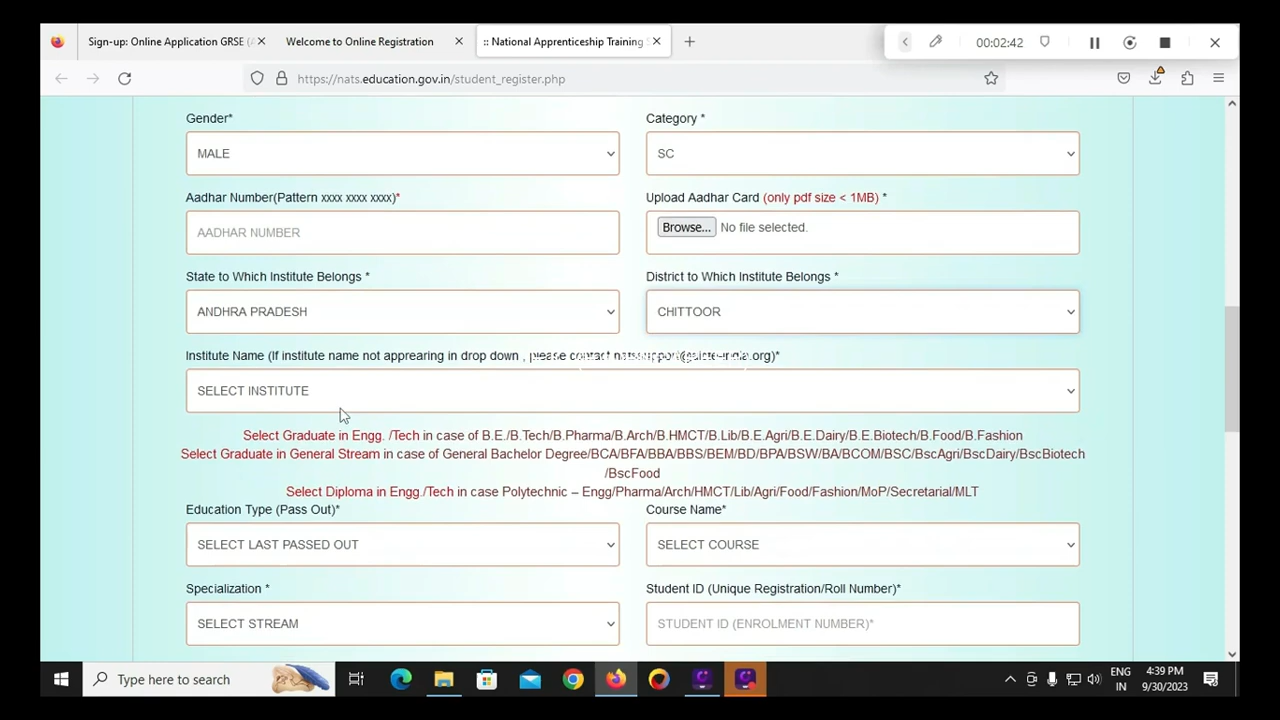 Sign-up: Online Application GRSE (A
Welcome to Online Registration
:: National Apprenticeship Training S
00:02:42
https://nats.education.gov.in/student_register.php
Gender*
Category *
MALE
SC
Aadhar Number(Pattern xxxx xxxx xxxx)*
Upload Aadhar Card (only pdf size < 1MB) *
AADHAR NUMBER
Browse... No file selected.
State to Which Institute Belongs *
District to Which Institute Belongs *
ANDHRA PRADESH
CHITTOOR
Institute Name (If institute name not apprearing in drop down , please contact
SELECT INSTITUTE
Select Graduate in Engg. /Tech in case of B.E./B.Tech/B.Pharma/B.Arch/B.HMCT/B.Lib/B.E.Agri/B.E.Dairy/B.E.Biotech/B.Food/B.Fashion
Select Graduate in General Stream in case of General Bachelor Degree/BCA/BFA/BBA/BBS/BEM/BD/BPA/BSW/BA/BCOM/BSC/BscAgri/BscDairy/BscBiotech
/BscFood
Select Diploma in Engg./Tech in case Polytechnic – Engg/Pharma/Arch/HMCT/Lib/Agri/Food/Fashion/MoP/Secretarial/MLT
Education Type (Pass Out)*
Course Name*
SELECT LAST PASSED OUT
SELECT COURSE
Specialization *
Student ID (Unique Registration/Roll Number)*
SELECT STREAM
STUDENT ID (ENROLMENT NUMBER)*
Type here to search
ENG
IN
4:39 PM
9/30/2023